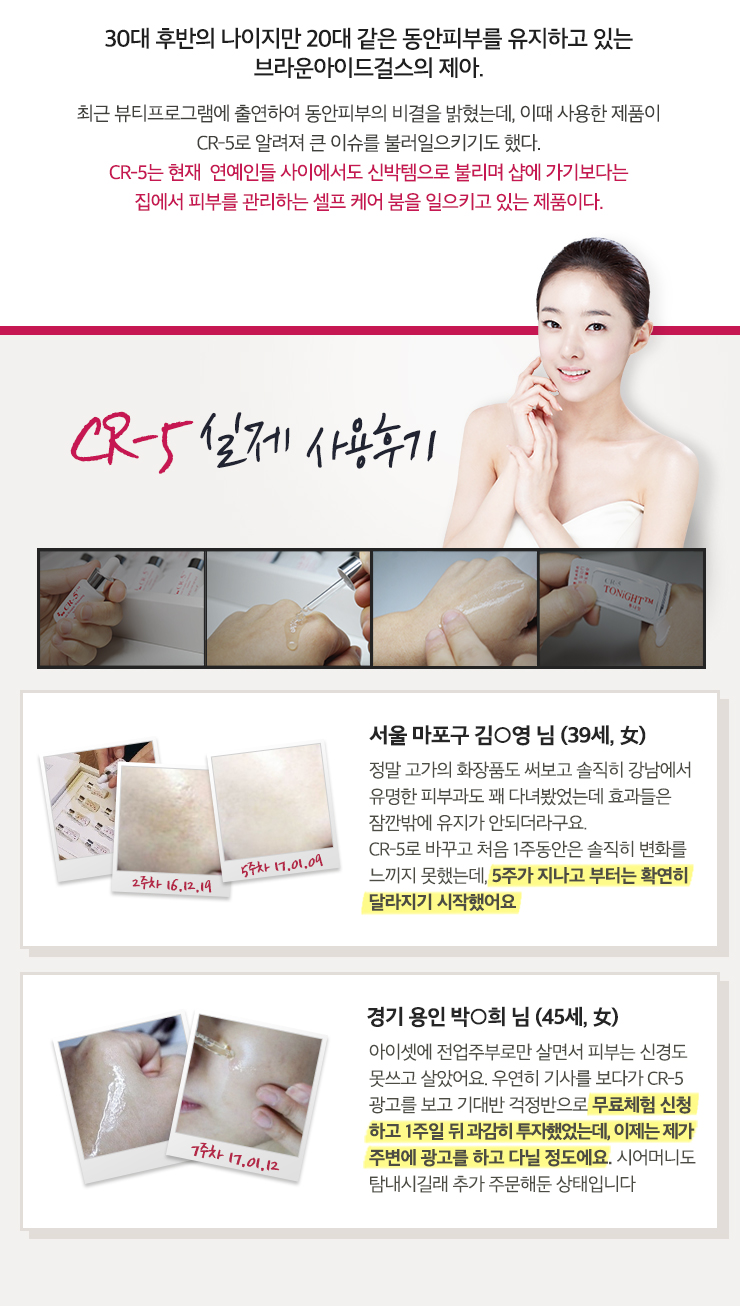 30대 후반의 나이지만 20대 같은 동안피부를 유지하고 있는
브라운아이드걸스의 제아.
최근 뷰티프로그램에 출연하여 동안피부의 비결을 밝혔는데, 이때 사용한 제품이
CR-5로 알려져 큰 이슈를 불러일으키기도 했다.
CR-5는 현재 연예인들 사이에서도 신박템으로 불리며 샵에 가기보다는
집에서 피부를 관리하는 셀프 케어 붐을 일으키고 있는 제품이다.
CR-5 실제 사용후기
CR-5
CR-5
TONiGHT™
서울 마포구 김○영 님 (39세, 女)
정말 고가의 화장품도 써보고 솔직히 강남에서
유명한 피부과도 꽤 다녀봤었는데 효과들은
잠깐밖에 유지가 안되더라구요.
CR-5로 바꾸고 처음 1주동안은 솔직히 변화를
느끼지 못했는데, 5주가 지나고 부터는 확연히
달라지기 시작했어요
2주차 16.12.19
5주차 17.01.09
경기 용인 박○희 님 (45세, 女)
아이셋에 전업주부로만 살면서 피부는 신경도
못쓰고 살았어요. 우연히 기사를 보다가 CR-5
광고를 보고 기대반 걱정반으로 무료체험 신청
하고 1주일 뒤 과감히 투자했었는데, 이제는 제가
주변에 광고를 하고 다닐 정도에요. 시어머니도
탐내시길래 추가 주문해둔 상태입니다
7주차 17.01.12